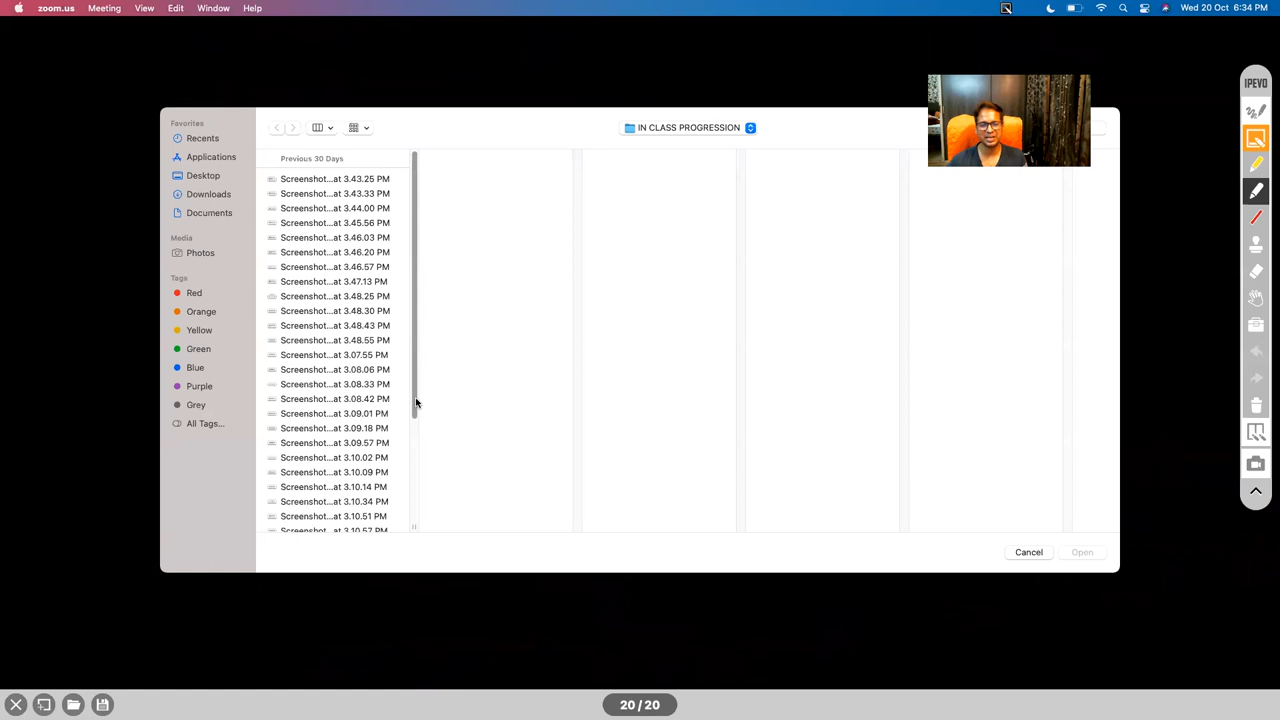 zoom.us Meeting View Edit Window Help Wed 20 Oct 6:34 PM
IPEVO
Favorites
Recents
Applications
Desktop
Downloads
Documents
Media
Photos
Tags
Red
Orange
Yellow
Green
Blue
Purple
Grey
All Tags...
IN CLASS PROGRESSION
Previous 30 Days
Screenshot...at 3.43.25 PM
Screenshot...at 3.43.33 PM
Screenshot...at 3.44.00 PM
Screenshot...at 3.45.56 PM
Screenshot...at 3.46.03 PM
Screenshot...at 3.46.20 PM
Screenshot...at 3.46.57 PM
Screenshot...at 3.47.13 PM
Screenshot...at 3.48.25 PM
Screenshot...at 3.48.30 PM
Screenshot...at 3.48.43 PM
Screenshot...at 3.48.55 PM
Screenshot...at 3.07.55 PM
Screenshot...at 3.08.06 PM
Screenshot...at 3.08.33 PM
Screenshot...at 3.08.42 PM
Screenshot...at 3.09.01 PM
Screenshot...at 3.09.18 PM
Screenshot...at 3.09.57 PM
Screenshot...at 3.10.02 PM
Screenshot...at 3.10.09 PM
Screenshot...at 3.10.14 PM
Screenshot...at 3.10.34 PM
Screenshot...at 3.10.51 PM
Screenshot...at 3.10.57 PM
Cancel Open
20 / 20